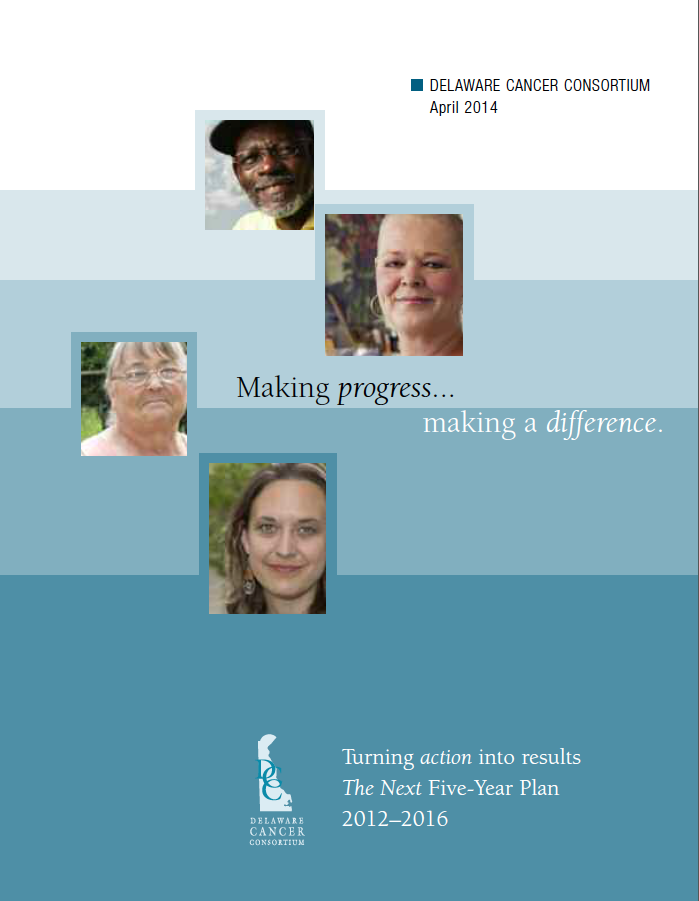 DELAWARE CANCER CONSORTIUM
April 2014
Making progress...
making a difference.
Turning action into results
The Next Five-Year Plan
2012–2016
DCC
DELAWARE
CANCER
CONSORTIUM